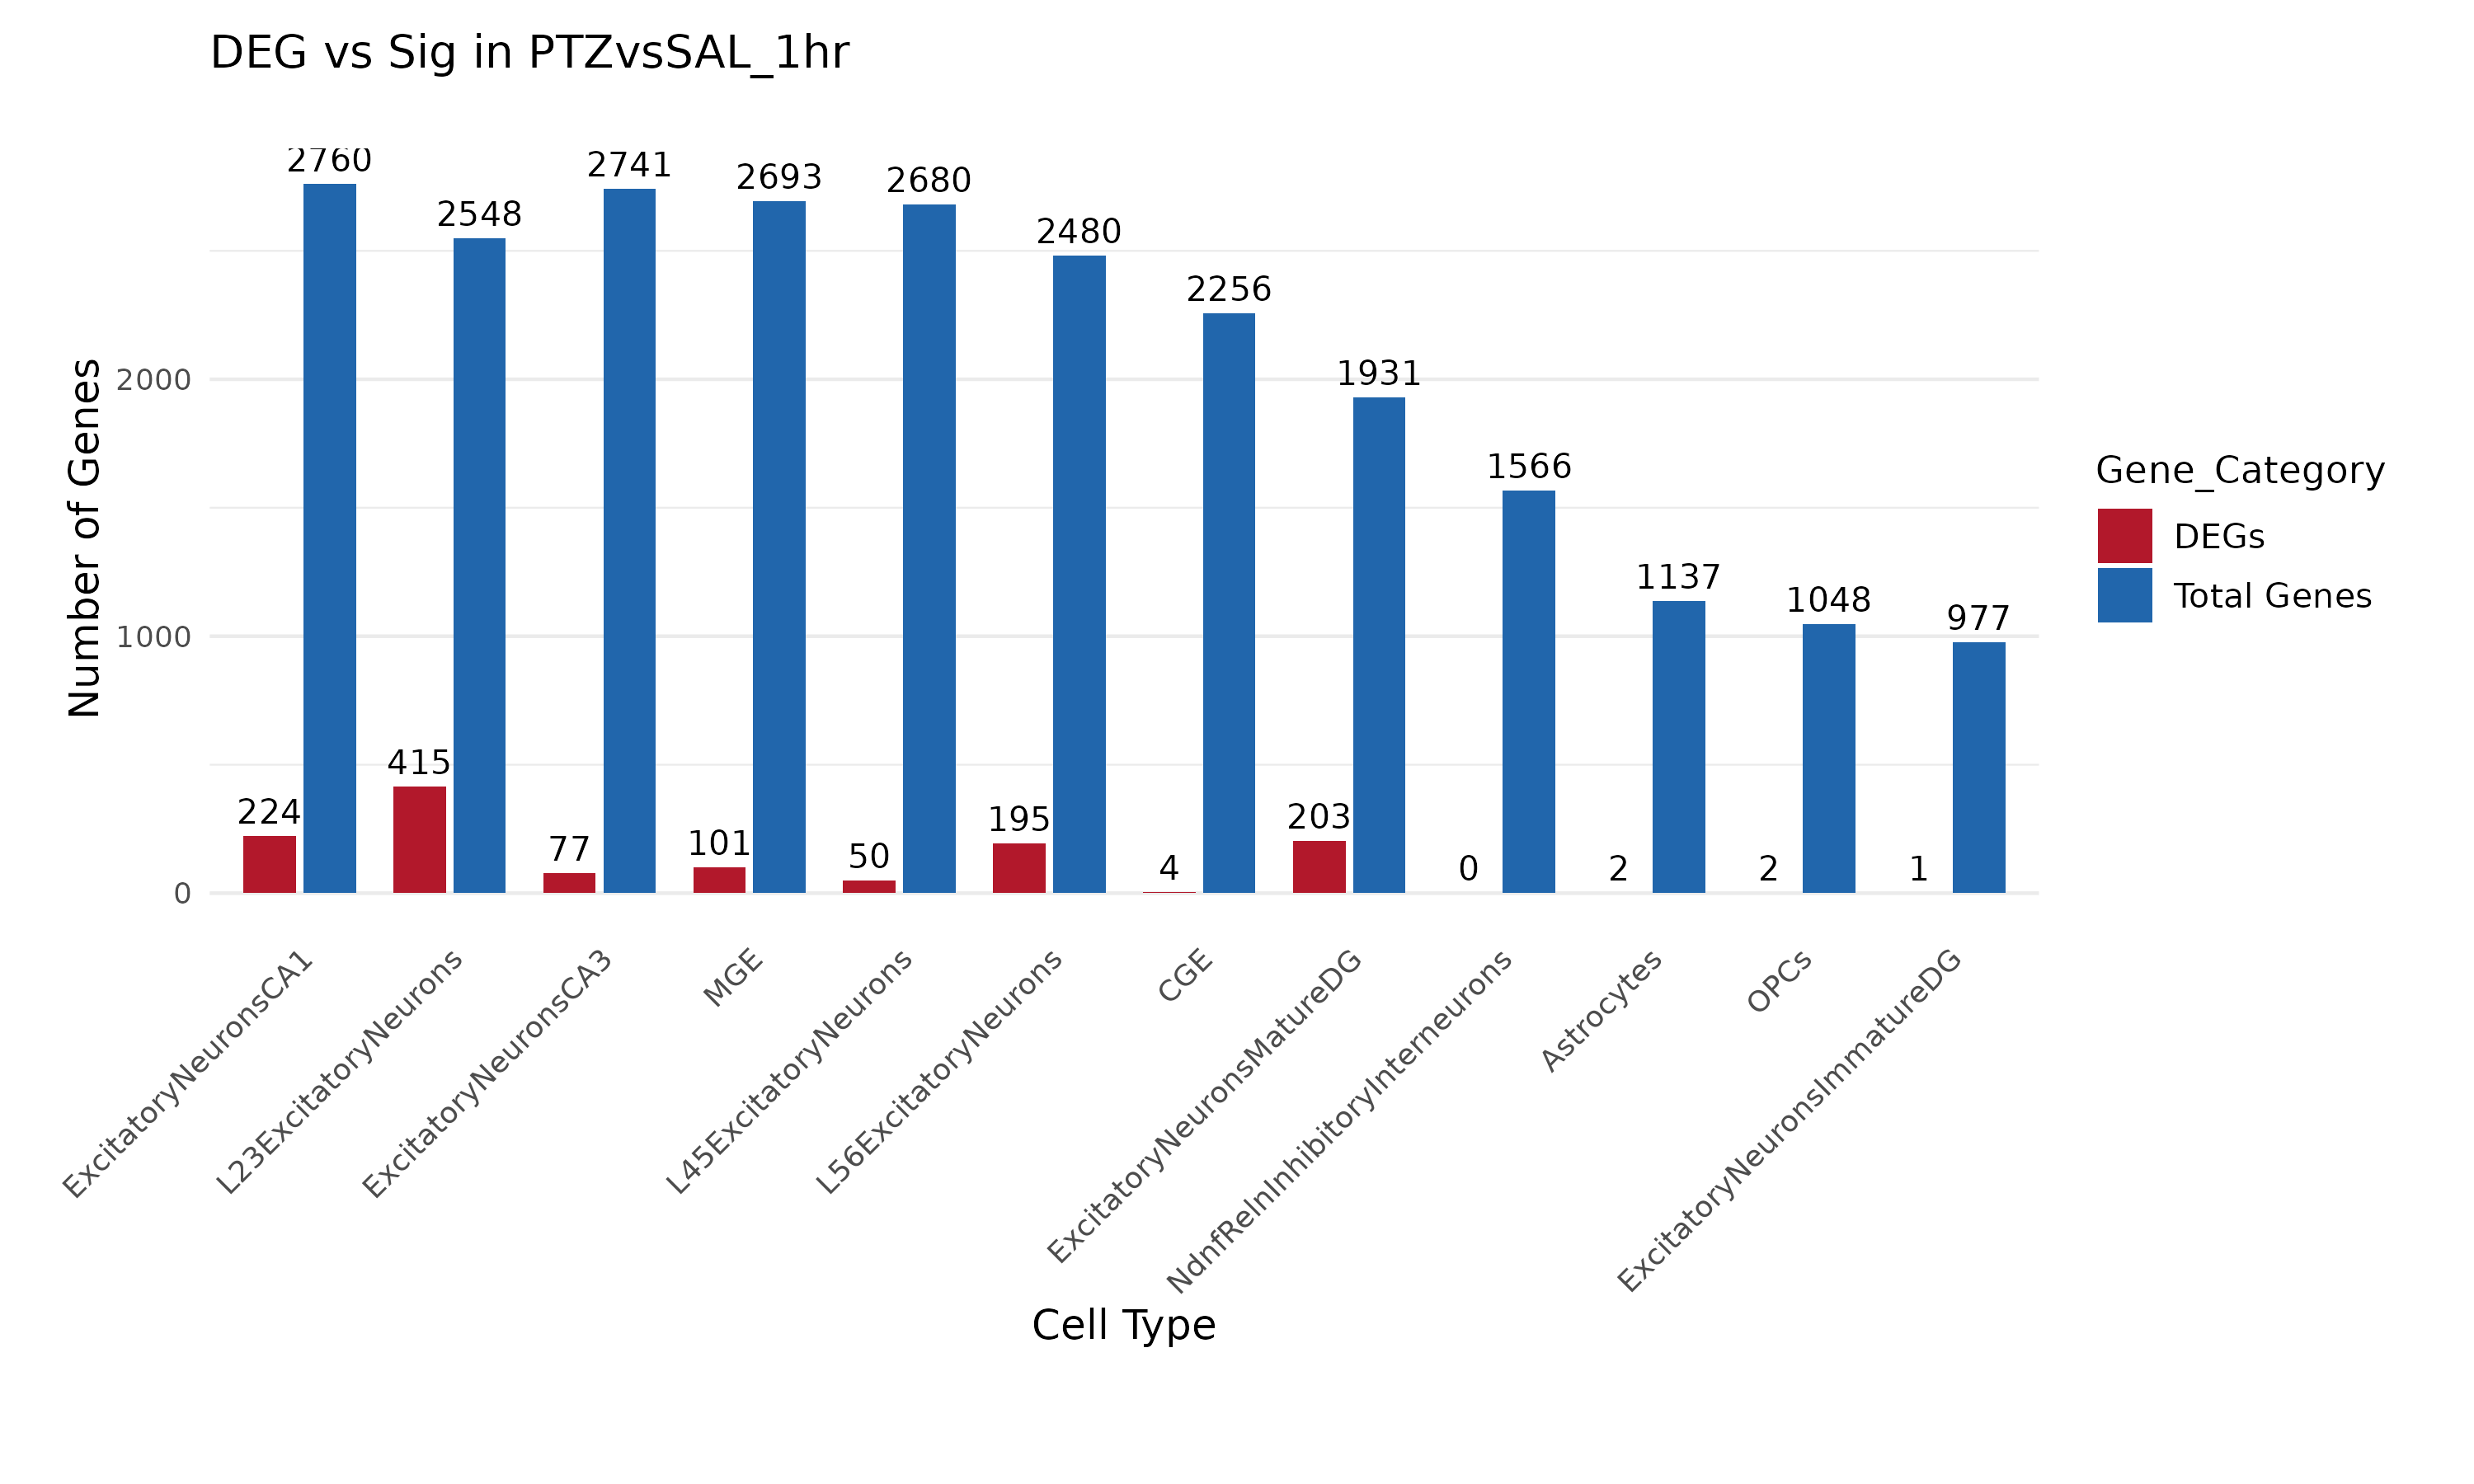 DEG vs Sig in PTZvsSAL_1hr
Number of Genes
2000
1000
0
2760
2548
2741
2693
2680
2480
2256
1931
1566
1137
1048
977
224
415
77
101
50
195
4
203
0
2
2
1
ExcitatoryNeuronsCA1
L23ExcitatoryNeurons
ExcitatoryNeuronsCA3
MGE
L45ExcitatoryNeurons
L56ExcitatoryNeurons
CGE
ExcitatoryNeuronsMatureDG
NdnfRelnInhibitoryInterneurons
Astrocytes
OPCs
ExcitatoryNeuronsImmatureDG
Cell Type
Gene_Category
DEGs
Total Genes